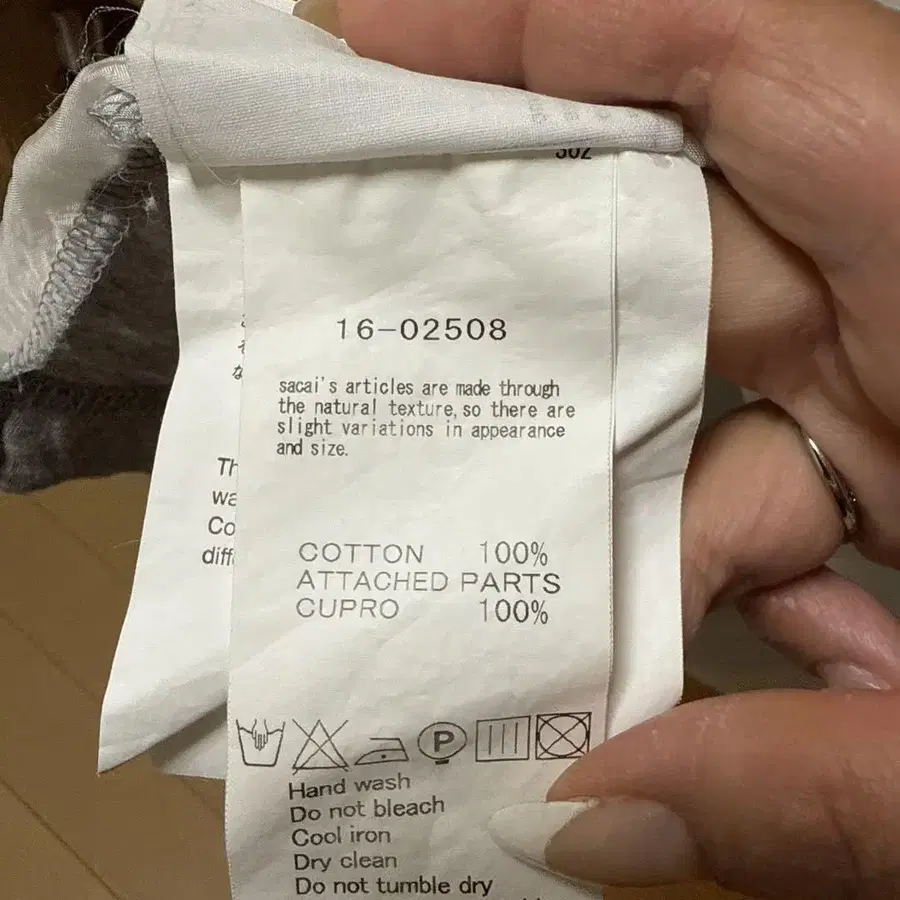 302
16-02508
sacai's articles are made through
the natural texture, so there are
slight variations in appearance
and size.
COTTON 100%
ATTACHED PARTS
CUPRO 100%
P
Hand wash
Do not bleach
Cool iron
Dry clean
Do not tumble dry